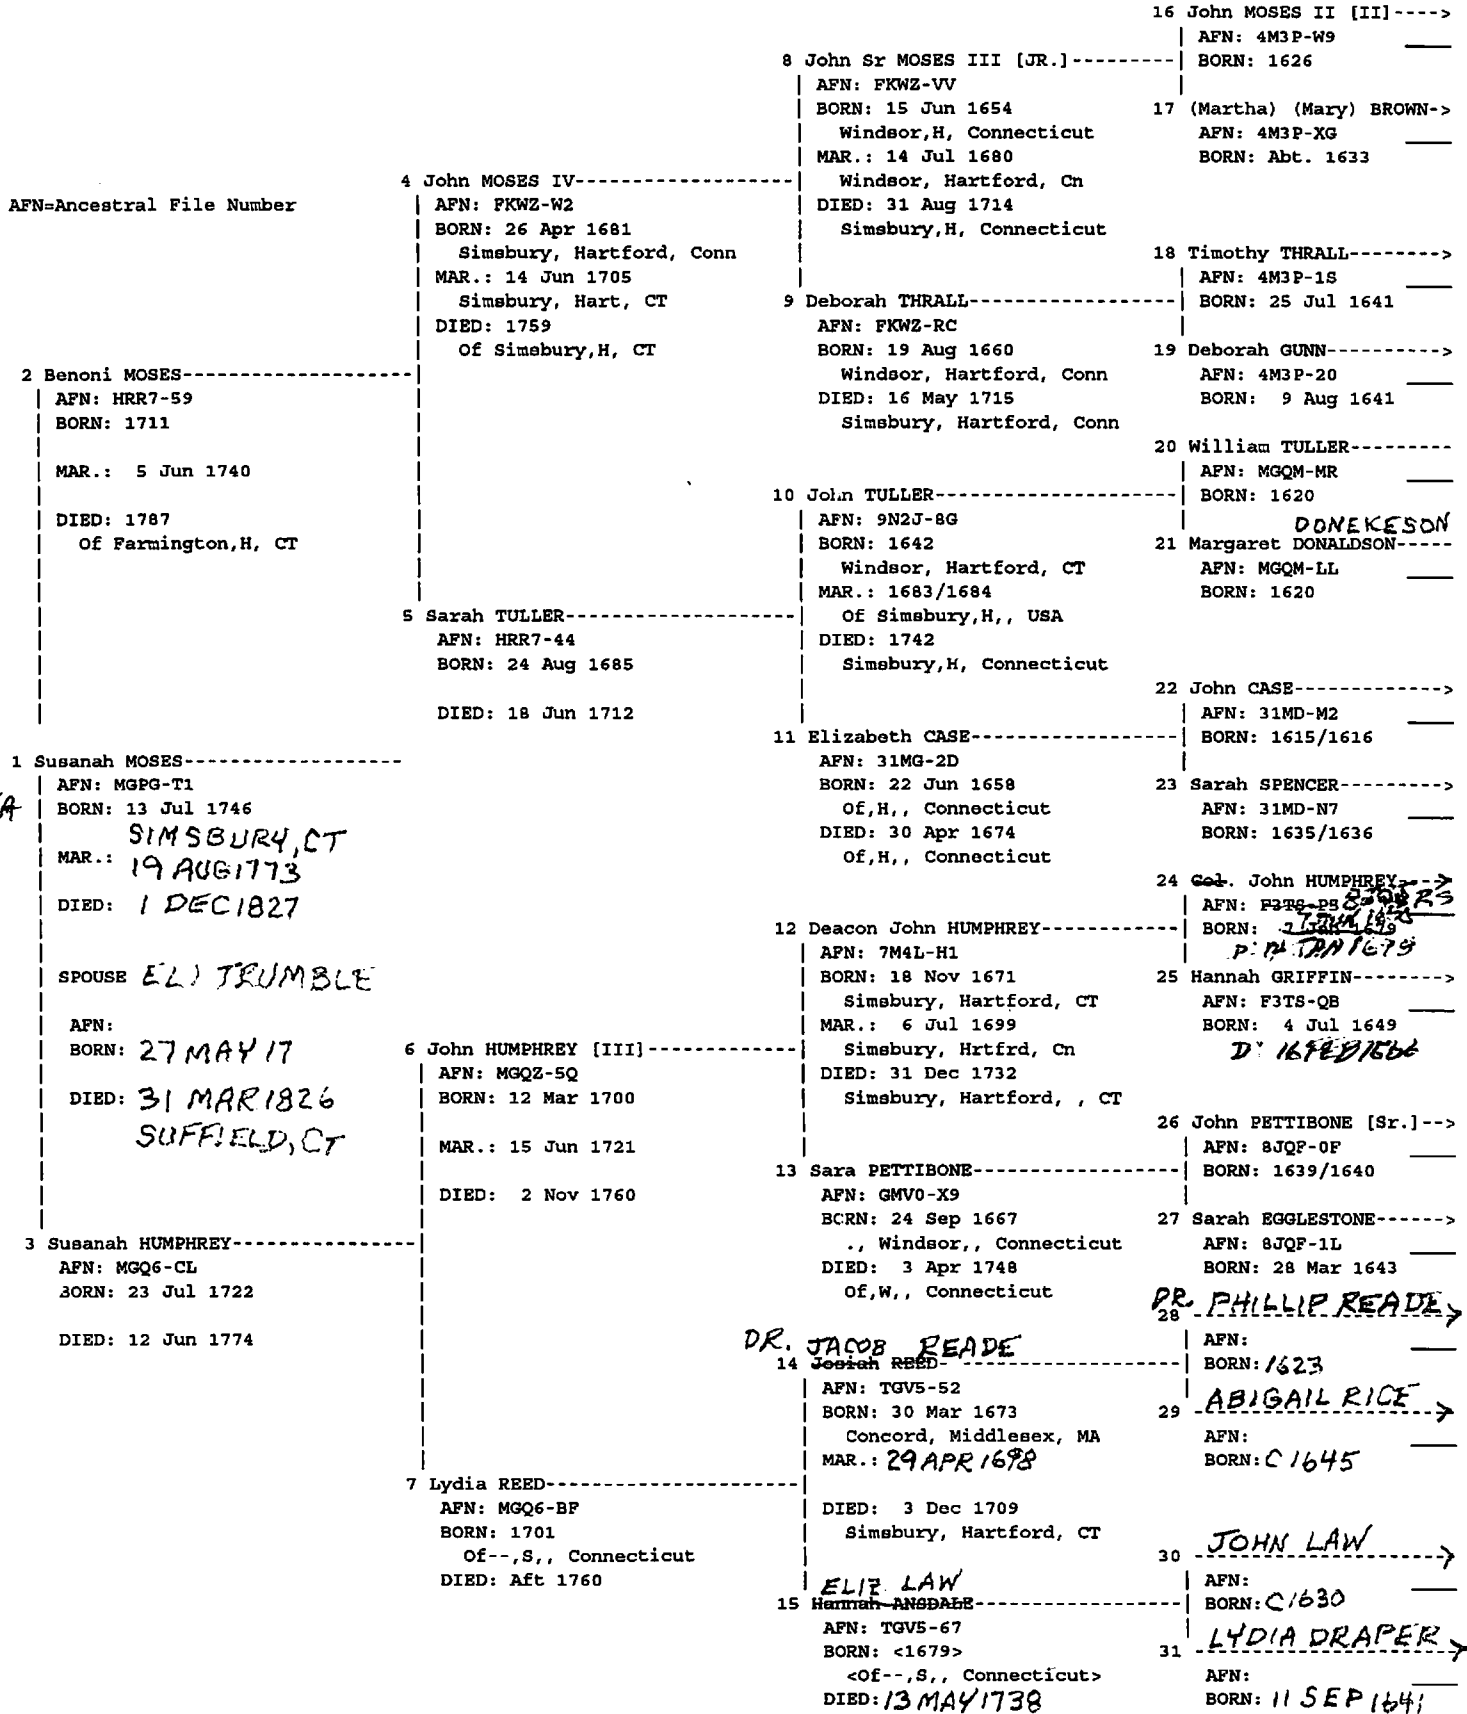 AFN=Ancestral File Number
1 Susanah MOSES
AFN: MGPG-T1
BORN: 13 Jul 1746
SIMSBURY, CT
MAR.: 19 AUG 1773
DIED: 1 DEC 1827
SPOUSE ELI TRUMBLE
AFN:
BORN: 27 MAY 17
DIED: 31 MAR 1826
SUFFIELD, CT
2 Benoni MOSES
AFN: HRR7-59
BORN: 1711
MAR.: 5 Jun 1740
DIED: 1787
Of Farmington,H, CT
3 Susanah HUMPHREY
AFN: MGQ6-CL
BORN: 23 Jul 1722
DIED: 12 Jun 1774
4 John MOSES IV
AFN: FKWZ-W2
BORN: 26 Apr 1681
Simsbury, Hartford, Conn
MAR.: 14 Jun 1705
Simsbury, Hart, CT
DIED: 1759
Of Simsbury,H, CT
5 Sarah TULLER
AFN: HRR7-44
BORN: 24 Aug 1685
DIED: 18 Jun 1712
6 John HUMPHREY [III]
AFN: MGQZ-5Q
BORN: 12 Mar 1700
MAR.: 15 Jun 1721
DIED: 2 Nov 1760
7 Lydia REED
AFN: MGQ6-BF
BORN: 1701
Of--,S,, Connecticut
DIED: Aft 1760
8 John Sr MOSES III [JR.]
AFN: FKWZ-VV
BORN: 15 Jun 1654
Windsor,H, Connecticut
MAR.: 14 Jul 1680
Windsor, Hartford, Cn
DIED: 31 Aug 1714
Simsbury,H, Connecticut
9 Deborah THRALL
AFN: FKWZ-RC
BORN: 19 Aug 1660
Windsor, Hartford, Conn
DIED: 16 May 1715
Simsbury, Hartford, Conn
10 John TULLER
AFN: 9N2J-8G
BORN: 1642
Windsor, Hartford, CT
MAR.: 1683/1684
Of Simsbury,H,, USA
DIED: 1742
Simsbury,H, Connecticut
11 Elizabeth CASE
AFN: 31MG-2D
BORN: 22 Jun 1658
Of,H,, Connecticut
DIED: 30 Apr 1674
Of,H,, Connecticut
12 Deacon John HUMPHREY
AFN: 7M4L-H1
BORN: 18 Nov 1671
Simsbury, Hartford, CT
MAR.: 6 Jul 1699
Simsbury, Hrtfrd, Cn
DIED: 31 Dec 1732
Simsbury, Hartford, , CT
13 Sara PETTIBONE
AFN: GMV0-X9
BORN: 24 Sep 1667
., Windsor,, Connecticut
DIED: 3 Apr 1748
Of,W,, Connecticut
DR. JACOB READE
14 Josiah REED
AFN: TGV5-52
BORN: 30 Mar 1673
Concord, Middlesex, MA
MAR.: 29 APR 1698
DIED: 3 Dec 1709
Simsbury, Hartford, CT
ELIZ LAW
15 Hannah ANSDALE
AFN: TGV5-67
BORN: <1679>
<Of--,S,, Connecticut>
DIED: 13 MAY 1738
16 John MOSES II [II]---->
AFN: 4M3P-W9
BORN: 1626
17 (Martha) (Mary) BROWN->
AFN: 4M3P-XG
BORN: Abt. 1633
18 Timothy THRALL-------->
AFN: 4M3P-1S
BORN: 25 Jul 1641
19 Deborah GUNN---------->
AFN: 4M3P-20
BORN: 9 Aug 1641
20 William TULLER
AFN: MGQM-MR
BORN: 1620
DONEKESON
21 Margaret DONALDSON
AFN: MGQM-LL
BORN: 1620
22 John CASE------------->
AFN: 31MD-M2
BORN: 1615/1616
23 Sarah SPENCER--------->
AFN: 31MD-N7
BORN: 1635/1636
24 Col. John HUMPHREY---->
AFN: F3TS-PS
BORN:
JAN 1679
25 Hannah GRIFFIN-------->
AFN: F3TS-QB
BORN: 4 Jul 1649
26 John PETTIBONE [Sr.]-->
AFN: 8JQF-0F
BORN: 1639/1640
27 Sarah EGGLESTONE------>
AFN: 8JQF-1L
BORN: 28 Mar 1643
DR. PHILLIP READE
28
AFN:
BORN: 1623
29 ABIGAIL RICE
AFN:
BORN: C 1645
30 JOHN LAW
AFN:
BORN: C 1630
31 LYDIA DRAPER
AFN:
BORN: 11 SEP 1641